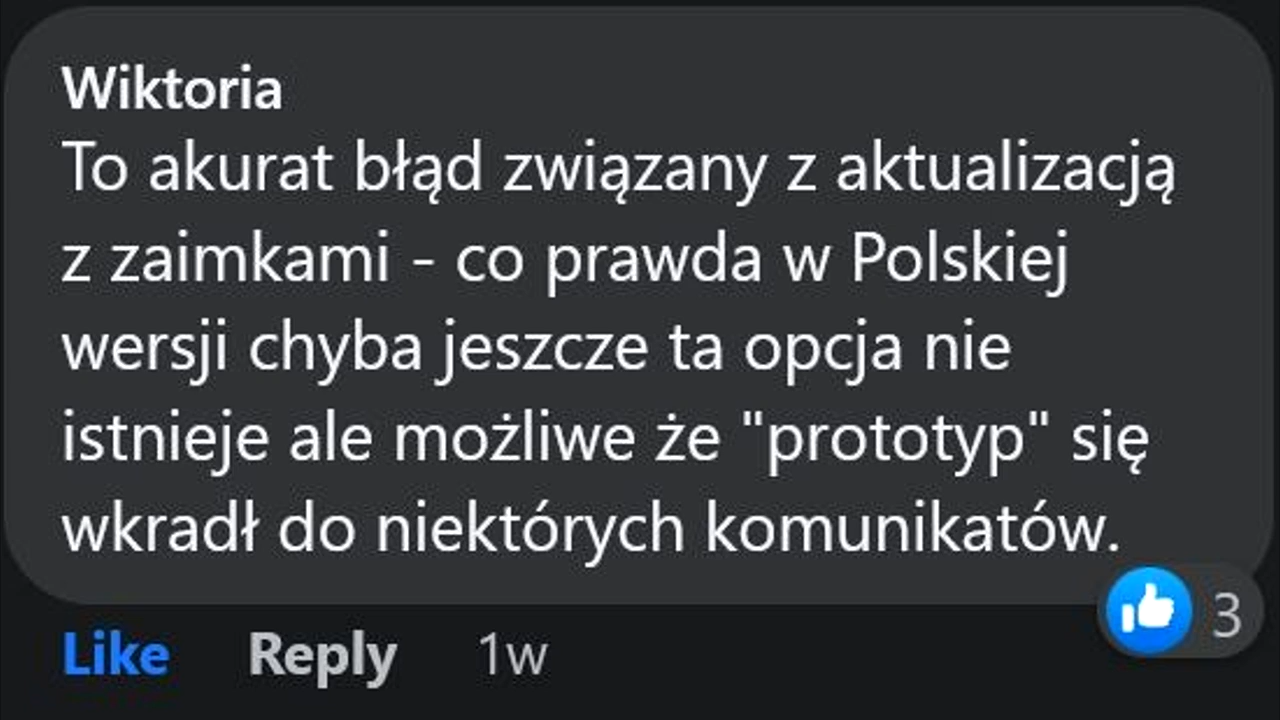 Wiktoria
To akurat błąd związany z aktualizacją
z zaimkami - co prawda w Polskiej
wersji chyba jeszcze ta opcja nie
istnieje ale możliwe że "prototyp" się
wkradł do niektórych komunikatów.
3
Like Reply 1w